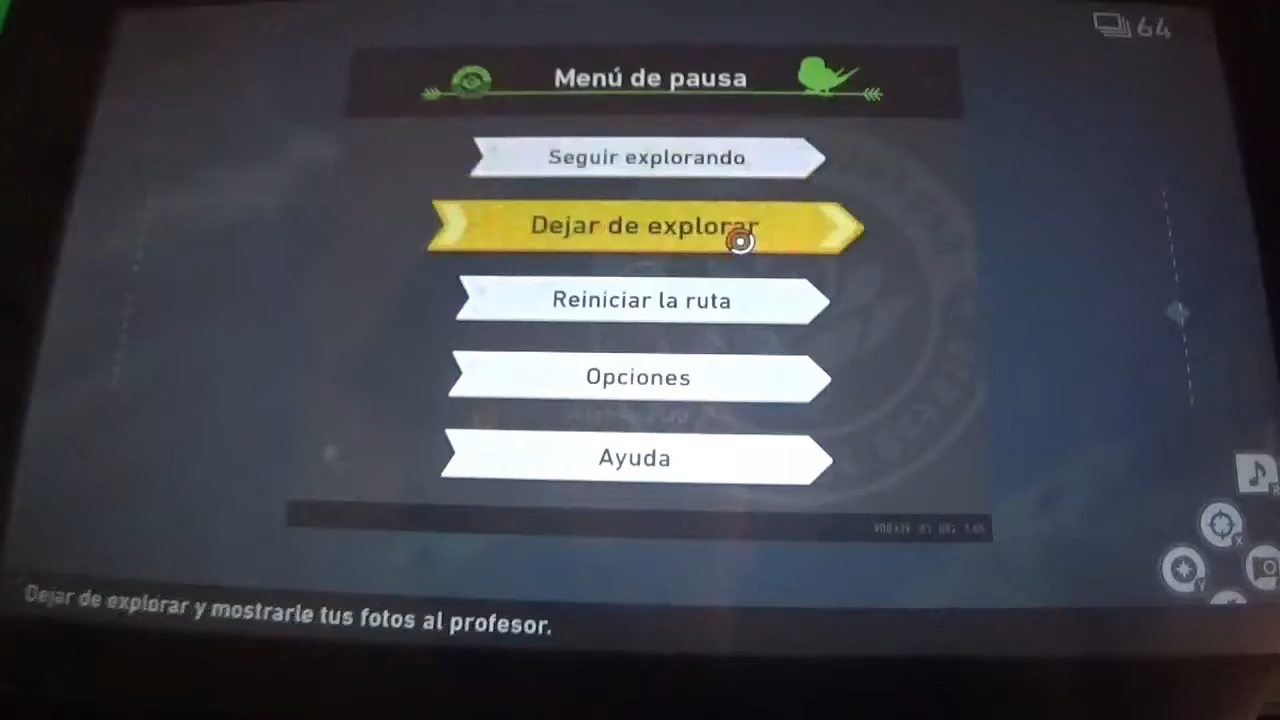 64
Menú de pausa
Seguir explorando
Dejar de explorar
Reiniciar la ruta
Opciones
Ayuda
X
Y
Dejar de explorar y mostrarle tus fotos al profesor.